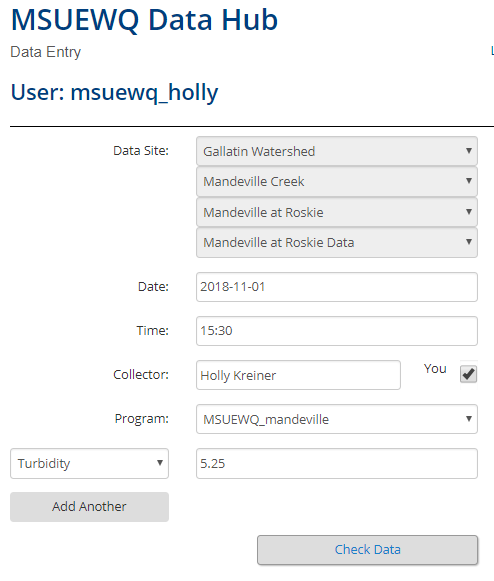 MSUEWQ Data Hub
Data Entry
User: msuewq_holly
Data Site: Gallatin Watershed
Mandeville Creek
Mandeville at Roskie
Mandeville at Roskie Data
Date: 2018-11-01
Time: 15:30
Collector: Holly Kreiner You
Program: MSUEWQ_mandeville
Turbidity 5.25
Add Another
Check Data